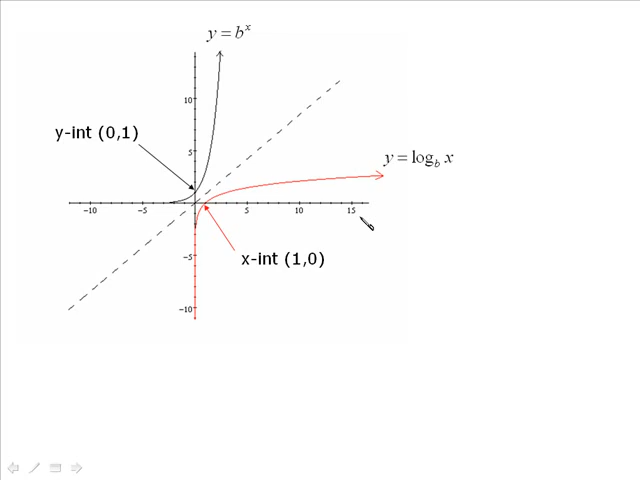 y = b^x
10
y-int (0,1)
5
y = log_b x
-10
-5
5
10
15
-5
x-int (1,0)
-10